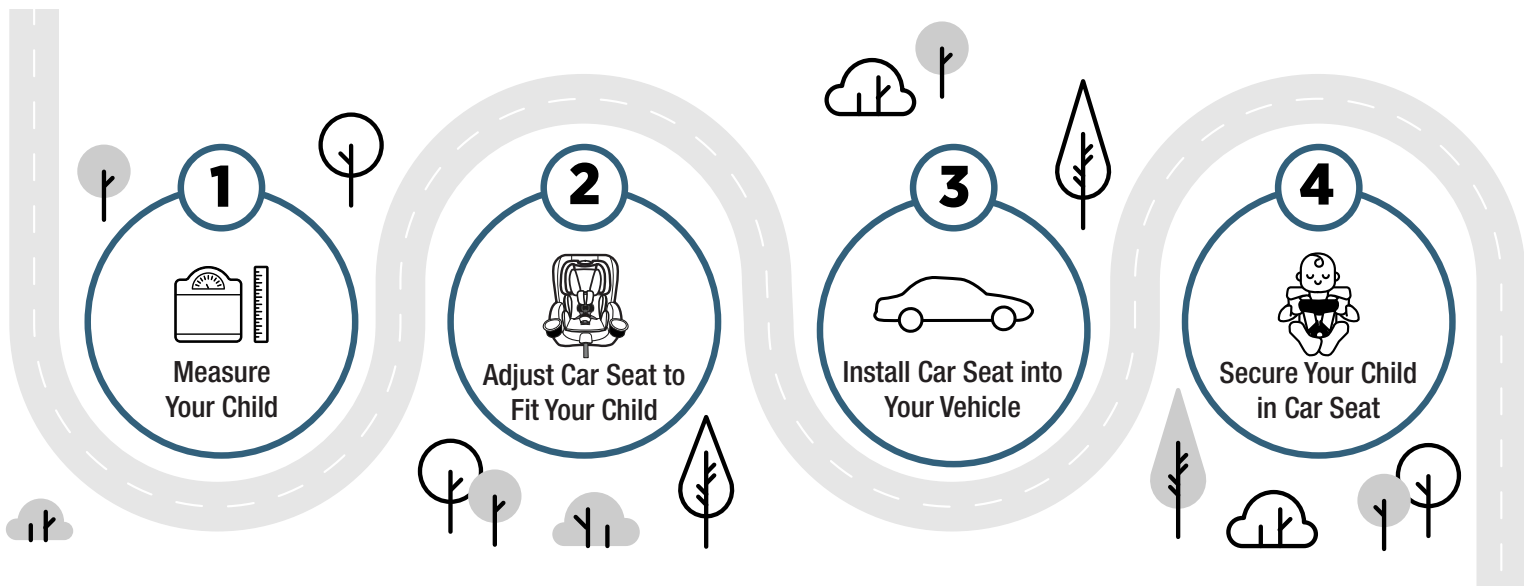 1
Measure
Your Child
2
Adjust Car Seat to
Fit Your Child
3
Install Car Seat into
Your Vehicle
4
Secure Your Child
in Car Seat